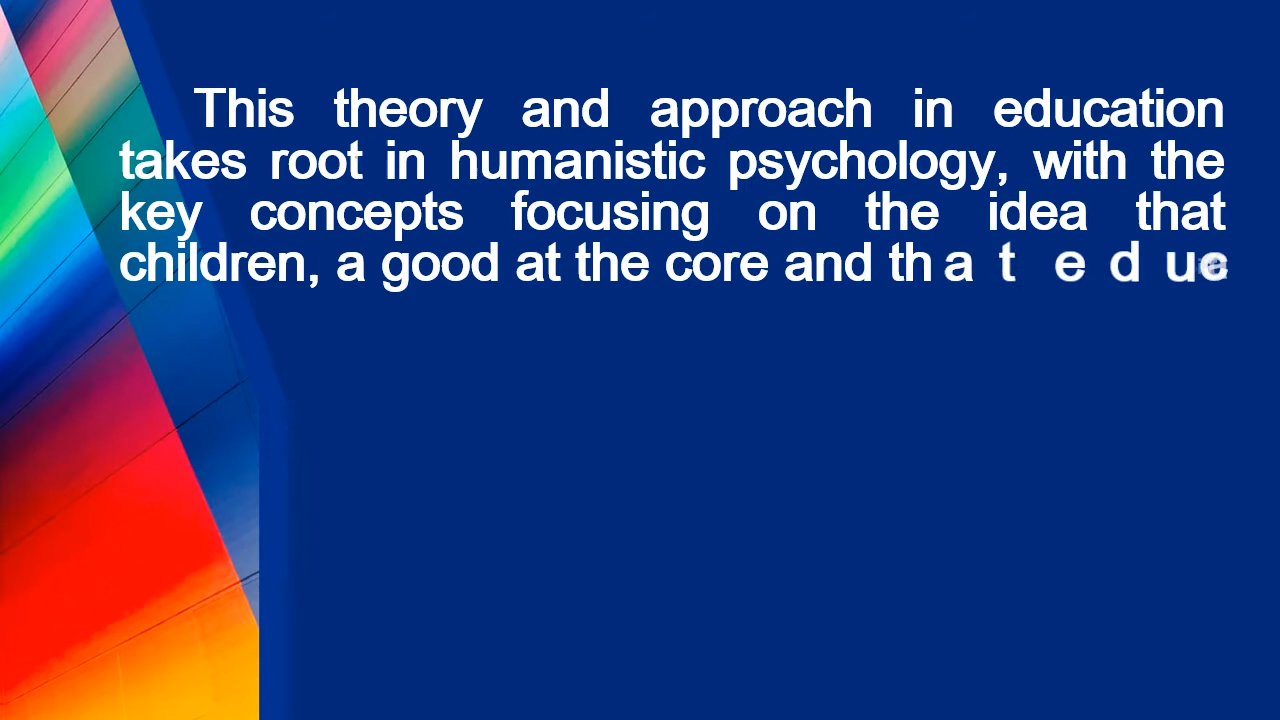 This theory and approach in education
takes root in humanistic psychology, with the
key concepts focusing on the idea that
children, a good at the core and that